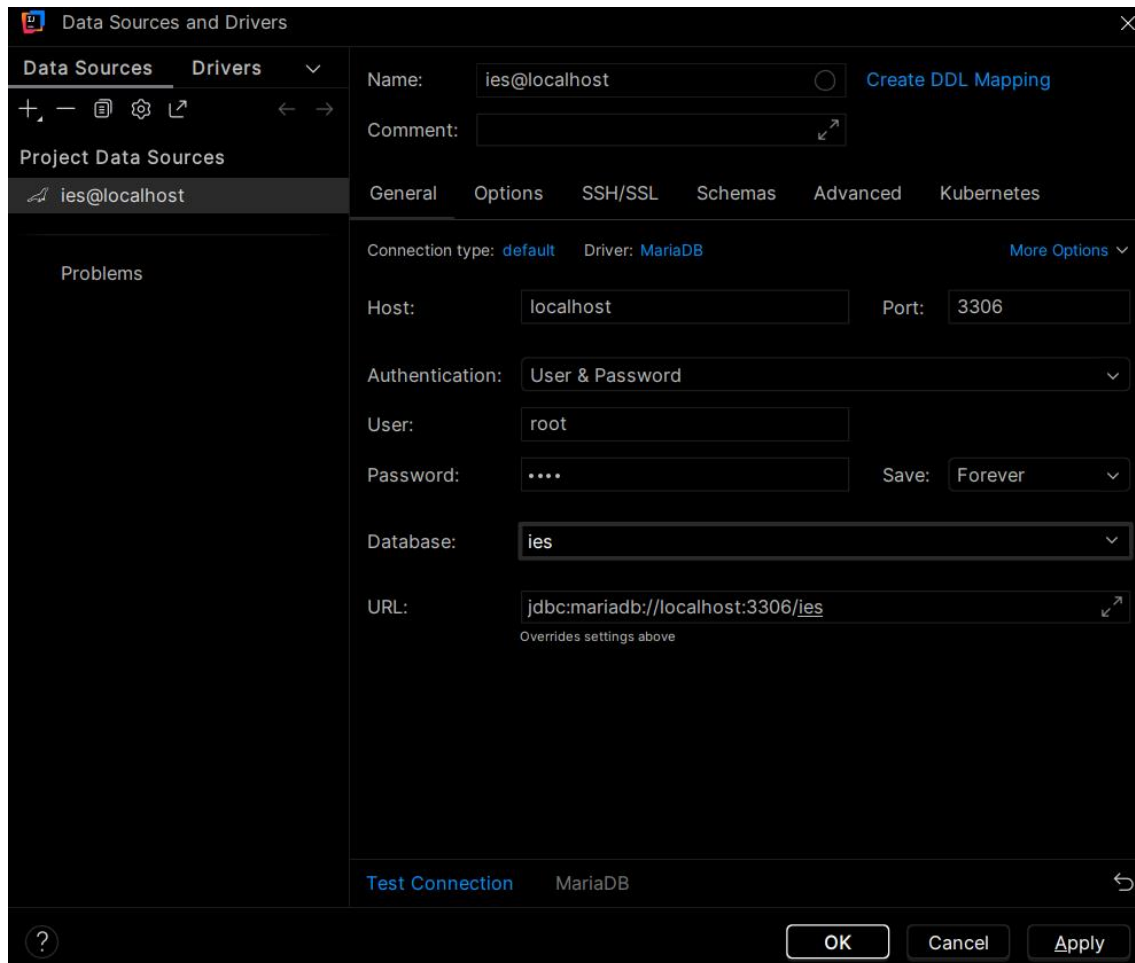 Data Sources and Drivers
Data Sources Drivers
Project Data Sources
ies@localhost
Problems
Name: ies@localhost Create DDL Mapping
Comment:
General Options SSH/SSL Schemas Advanced Kubernetes
Connection type: default Driver: MariaDB More Options
Host: localhost Port: 3306
Authentication: User & Password
User: root
Password: •••• Save: Forever
Database: ies
URL: jdbc:mariadb://localhost:3306/ies
Overrides settings above
Test Connection MariaDB
? OK Cancel Apply